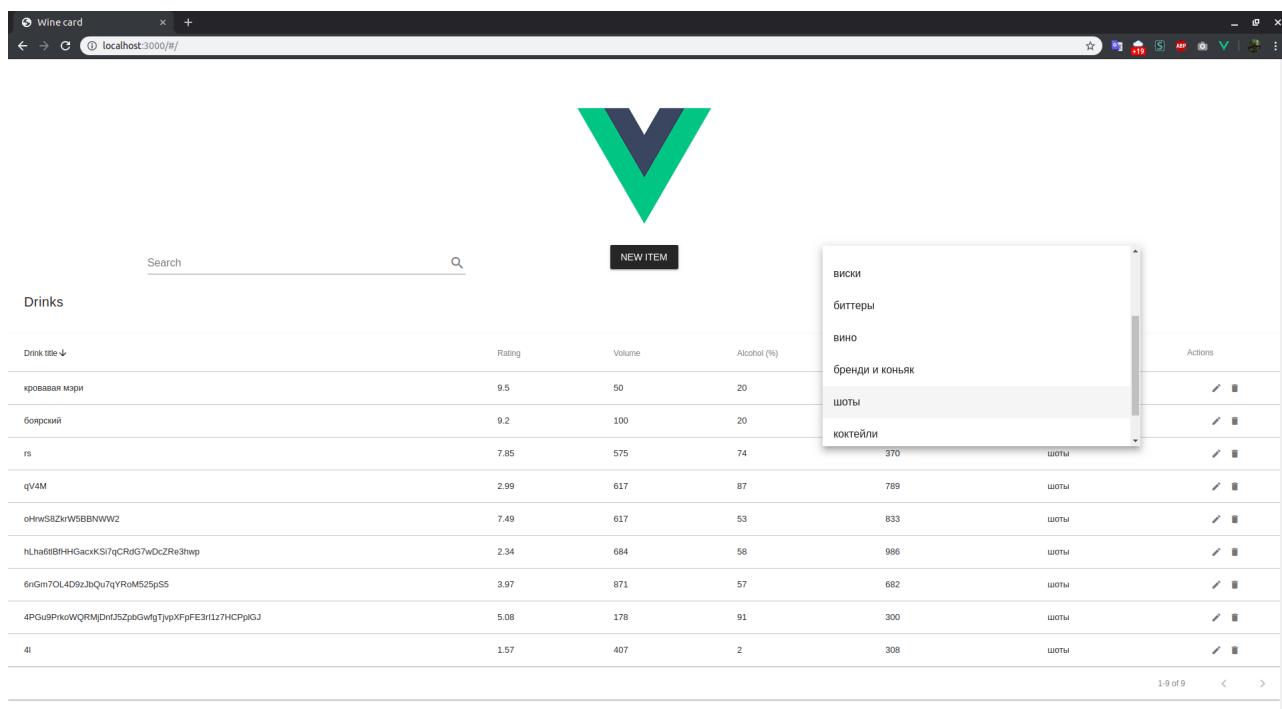 Wine card
localhost:3000/#/
+19
S
ABP
Search
NEW ITEM
виски
биттеры
вино
бренди и коньяк
шоты
коктейли
Drinks
Drink title Rating Volume Alcohol (%) Actions
кровавая мэри 9.5 50 20
боярский 9.2 100 20
rs 7.85 575 74 370 шоты
qV4M 2.99 617 87 789 шоты
oHrwS8ZkrW5BBNWW2 7.49 617 53 833 шоты
2.34 684 58 986 шоты
6nGm7OL4D9zJbQu7qYRoM525pS5 3.97 871 57 682 шоты
5.08 178 91 300 шоты
1.57 407 2 308 шоты
1-9 of 9